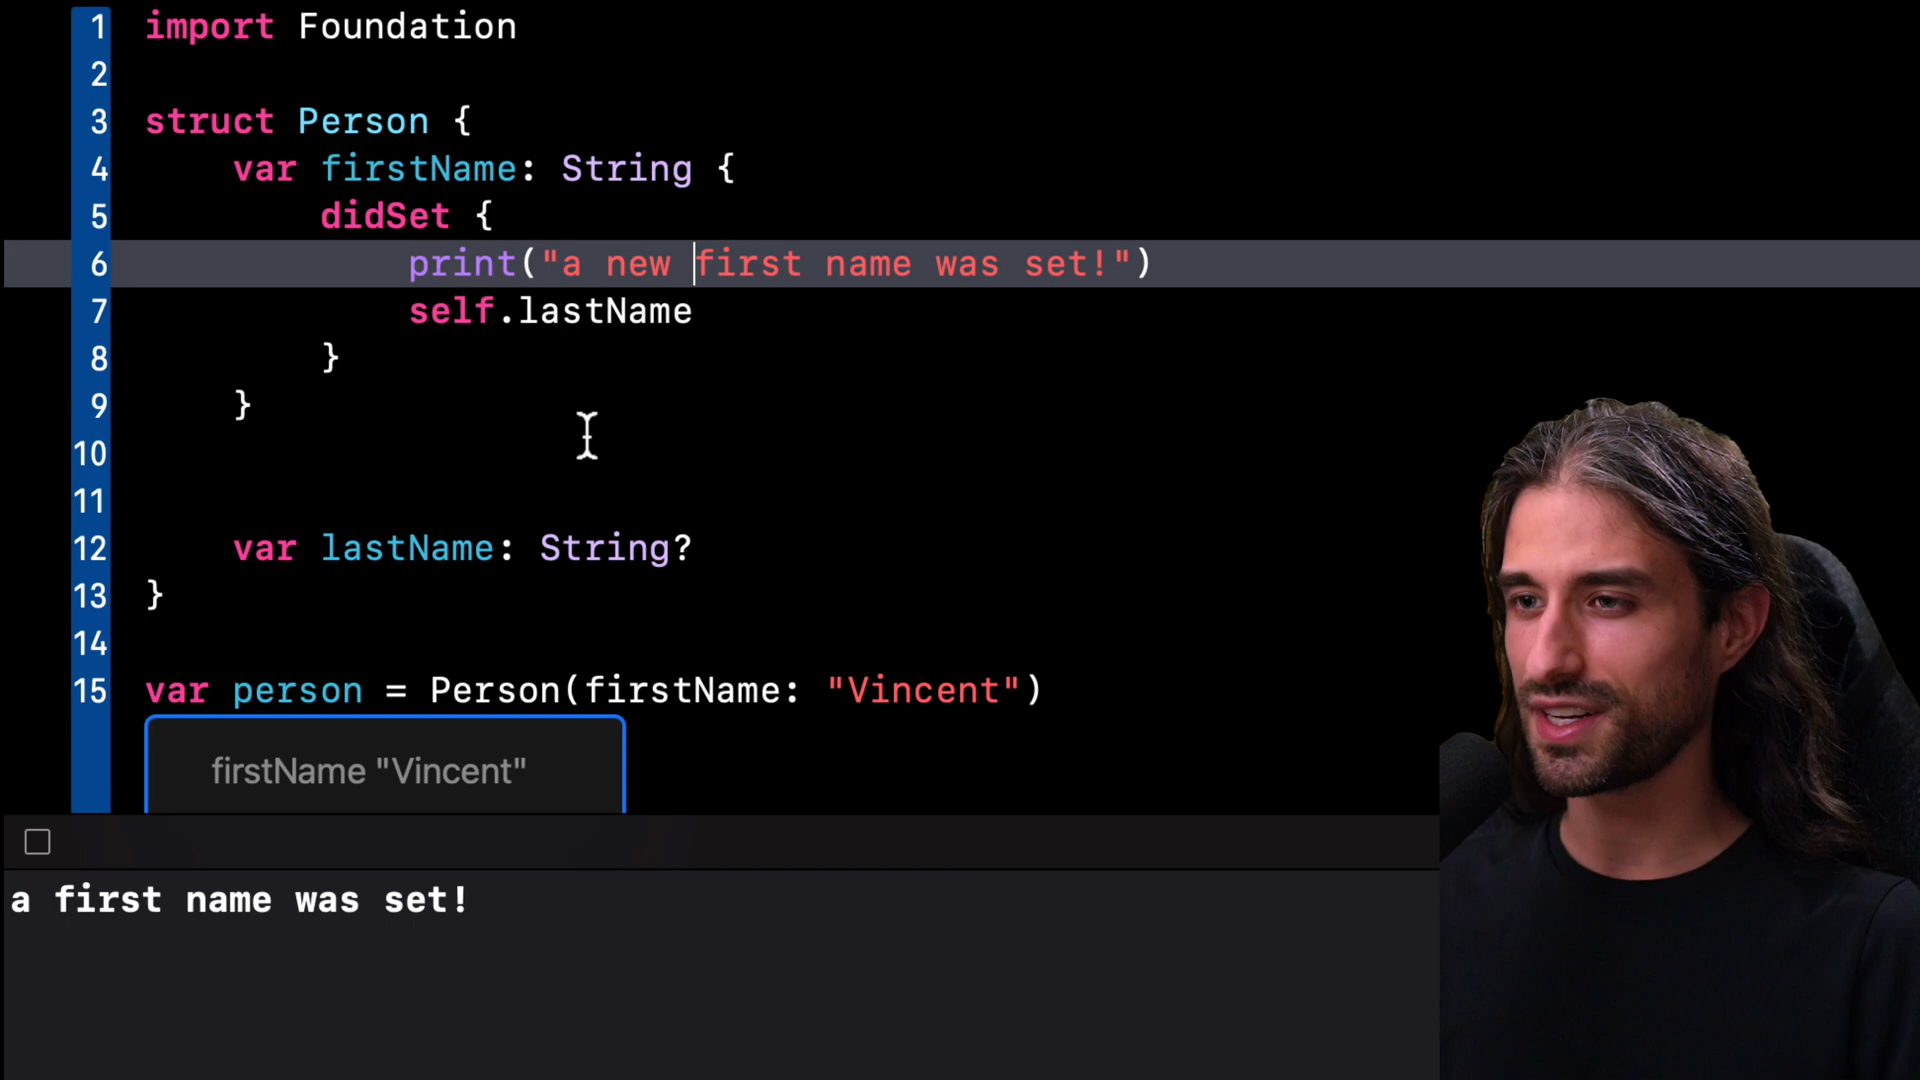 1 import Foundation
2
3 struct Person {
4     var firstName: String {
5         didSet {
6             print("a new first name was set!")
7             self.lastName
8         }
9     }
10
11
12     var lastName: String?
13 }
14
15 var person = Person(firstName: "Vincent")
firstName "Vincent"
a first name was set!